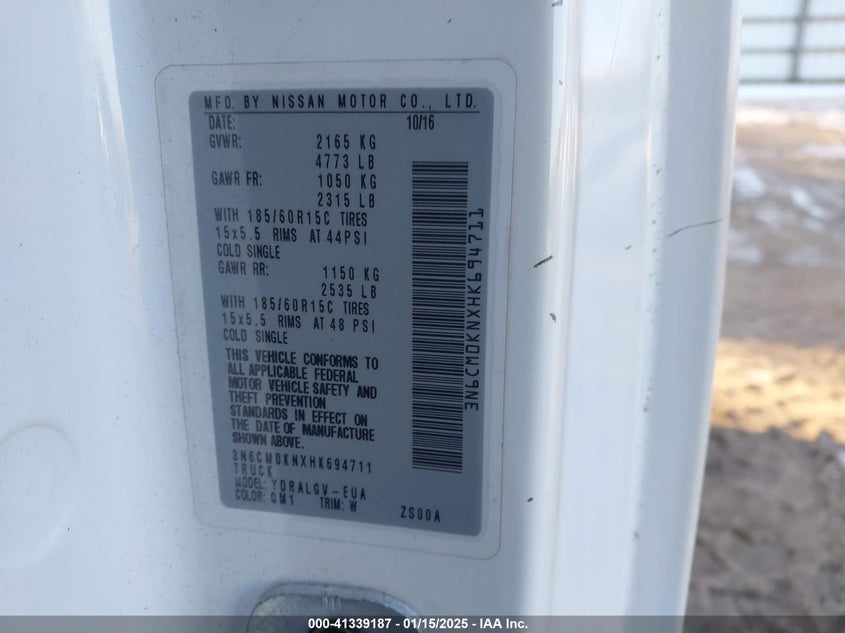 MFD. BY NISSAN MOTOR CO., LTD.
DATE: 10/16
GVWR: 2165 KG
4773 LB
GAWR FR: 1050 KG
2315 LB
WITH 185/60R15C TIRES
15x5.5 RIMS AT 44PSI
COLD SINGLE
GAWR RR: 1150 KG
2535 LB
WITH 185/60R15C TIRES
15x5.5 RIMS AT 48 PSI
COLD SINGLE
THIS VEHICLE CONFORMS TO
ALL APPLICABLE FEDERAL
MOTOR VEHICLE SAFETY AND
THEFT PREVENTION
STANDARDS IN EFFECT ON
THE DATE OF MANUFACTURE
SHOWN ABOVE.
3N6CM0KNXHK694711
TRUCK
MODEL: YDRALGV-EUA
COLOR: QM1 TRIM: W ZS00A
3N6CM0KNXHK694711
000-41339187 - 01/15/2025 - IAA Inc.